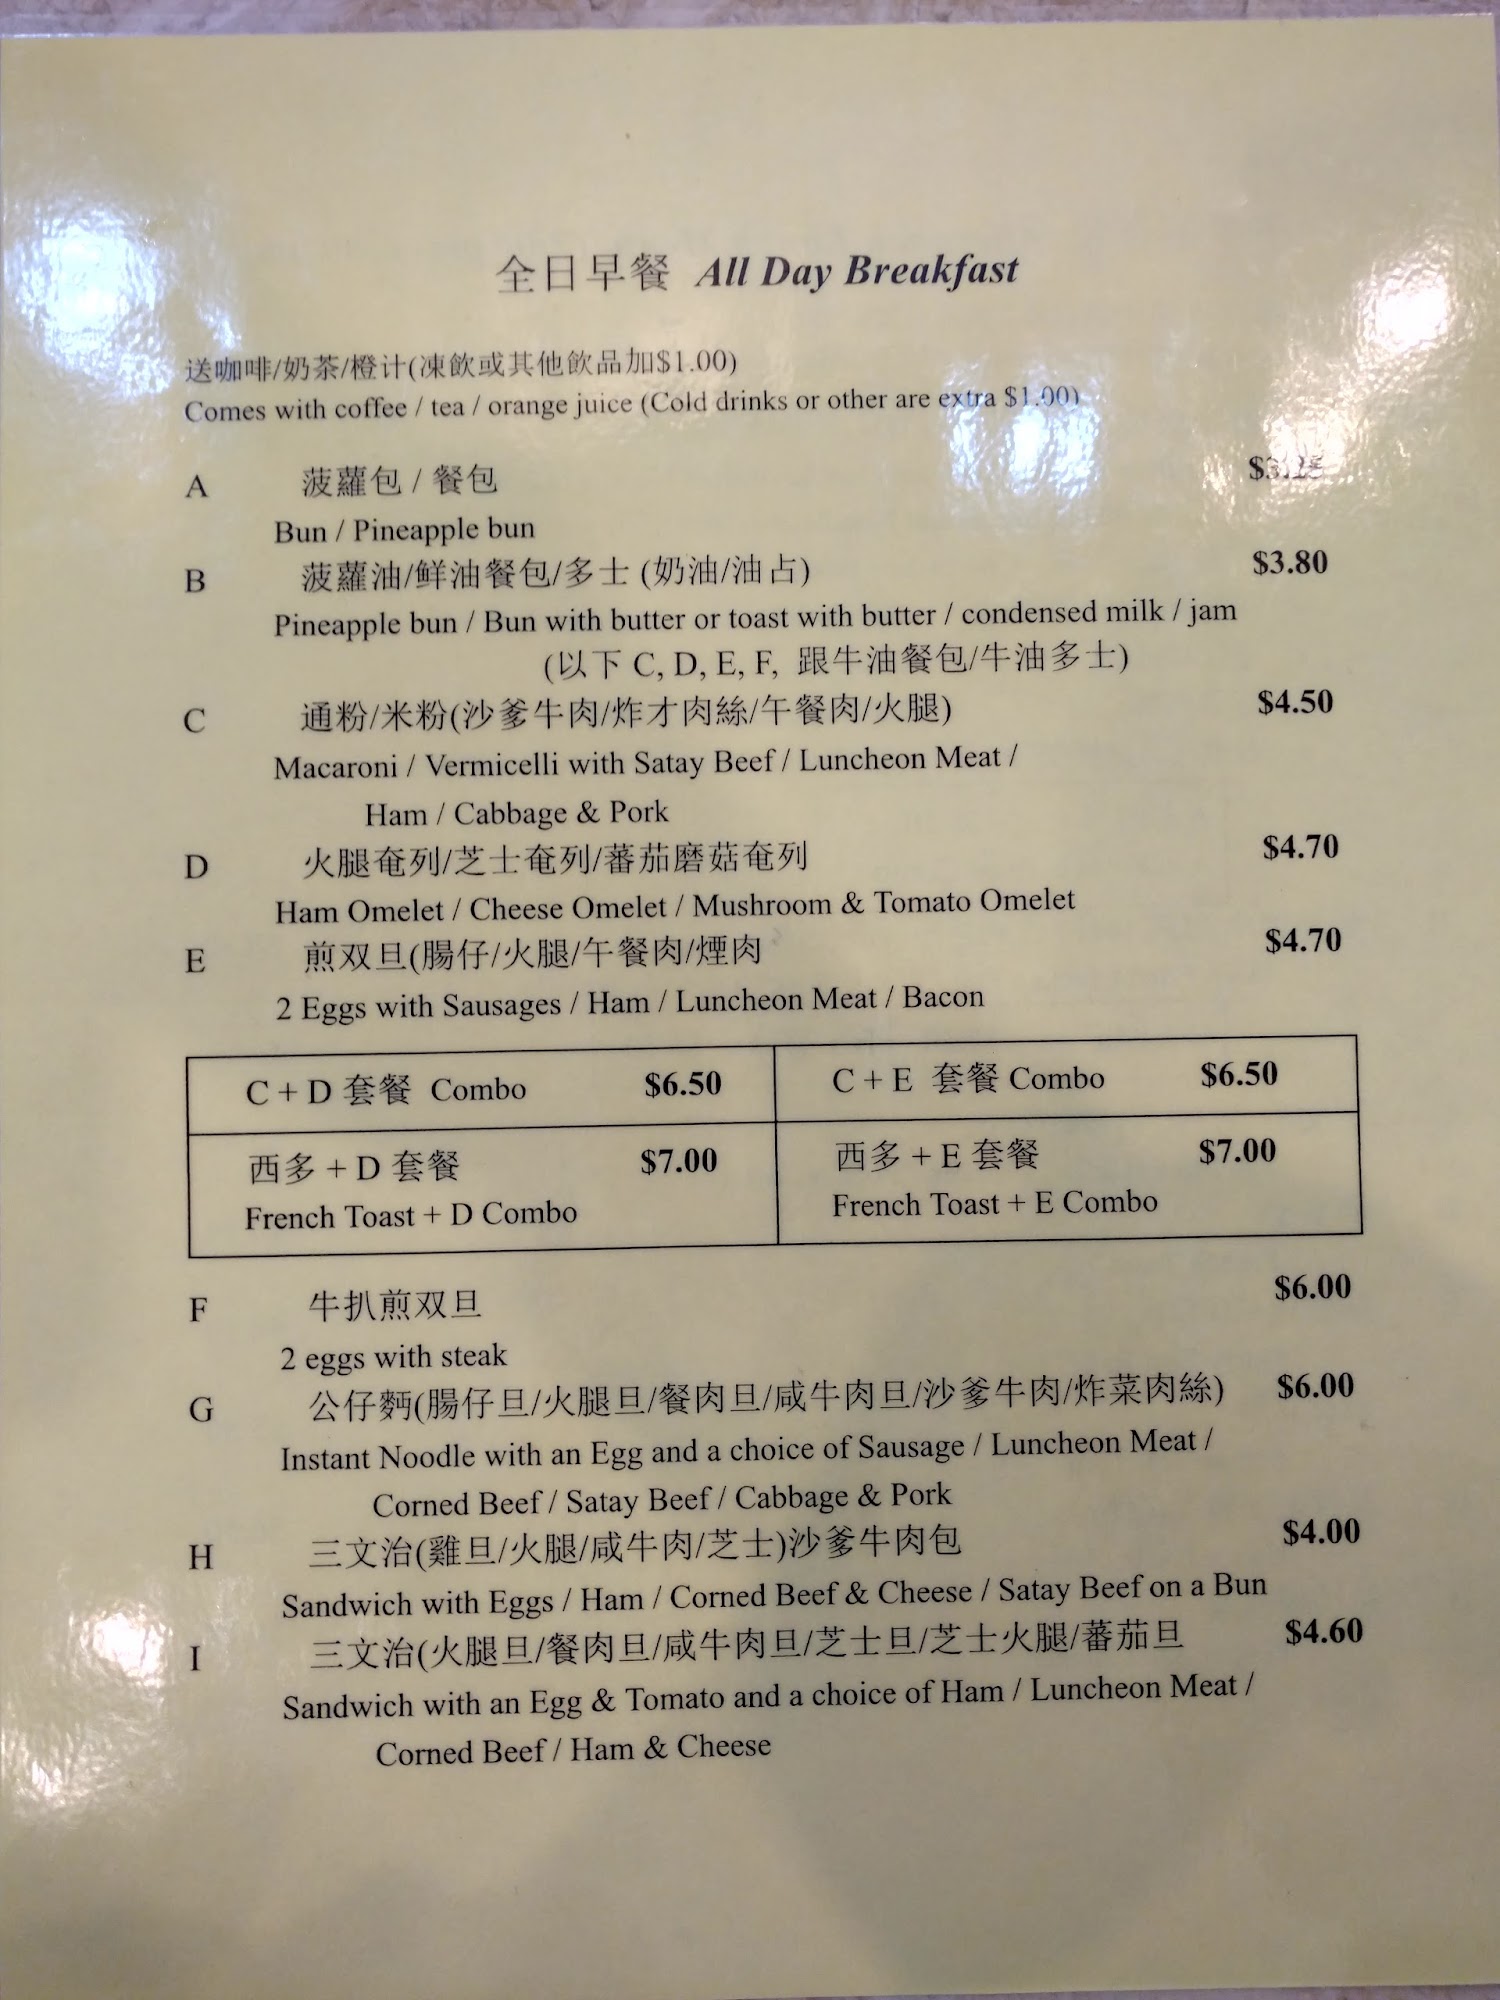 全日早餐 All Day Breakfast
送咖啡/奶茶/橙计(凍飲或其他飲品加$1.00)
Comes with coffee / tea / orange juice (Cold drinks or other are extra $1.00)
A 菠蘿包 / 餐包
Bun / Pineapple bun
B 菠蘿油/鮮油餐包/多士 (奶油/油占) $3.80
Pineapple bun / Bun with butter or toast with butter / condensed milk / jam
(以下 C, D, E, F, 跟牛油餐包/牛油多士)
C 通粉/米粉(沙爹牛肉/炸才肉絲/午餐肉/火腿) $4.50
Macaroni / Vermicelli with Satay Beef / Luncheon Meat /
Ham / Cabbage & Pork
D 火腿奄列/芝士奄列/蕃茄磨菇奄列 $4.70
Ham Omelet / Cheese Omelet / Mushroom & Tomato Omelet
E 煎双旦(腸仔/火腿/午餐肉/煙肉 $4.70
2 Eggs with Sausages / Ham / Luncheon Meat / Bacon
C + D 套餐 Combo $6.50
C + E 套餐 Combo $6.50
西多 + D 套餐 $7.00
French Toast + D Combo
西多 + E 套餐 $7.00
French Toast + E Combo
F 牛扒煎双旦 $6.00
2 eggs with steak
G 公仔麪(腸仔旦/火腿旦/餐肉旦/咸牛肉旦/沙爹牛肉/炸菜肉絲) $6.00
Instant Noodle with an Egg and a choice of Sausage / Luncheon Meat /
Corned Beef / Satay Beef / Cabbage & Pork
H 三文治(雞旦/火腿/咸牛肉/芝士)沙爹牛肉包 $4.00
Sandwich with Eggs / Ham / Corned Beef & Cheese / Satay Beef on a Bun
I 三文治(火腿旦/餐肉旦/咸牛肉旦/芝士旦/芝士火腿/蕃茄旦 $4.60
Sandwich with an Egg & Tomato and a choice of Ham / Luncheon Meat /
Corned Beef / Ham & Cheese